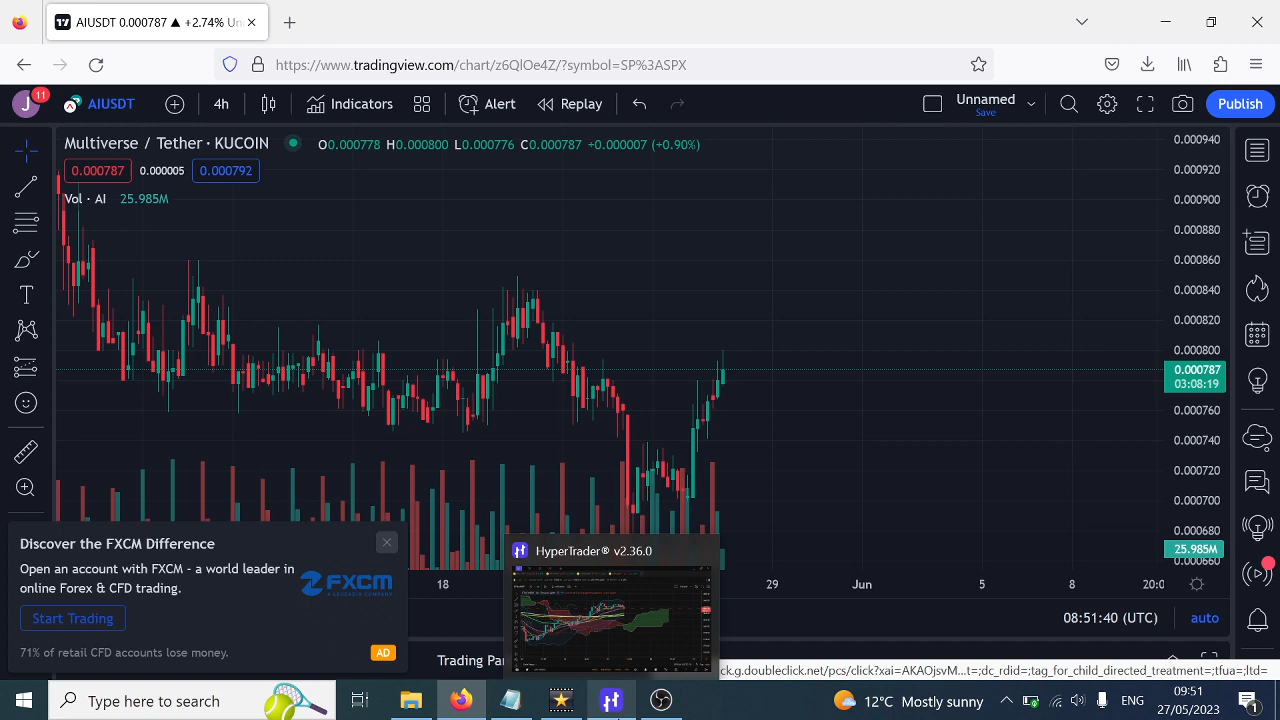 AIUSDT 0.000787 ▲ +2.74% Un
https://www.tradingview.com/chart/z6QlOe4Z/?symbol=SP%3ASPX
J
11
AIUSDT
4h
Indicators
Alert
Replay
Unnamed
Save
Publish
Multiverse / Tether · KUCOIN
O0.000778 H0.000800 L0.000776 C0.000787 +0.000007 (+0.90%)
0.000787
0.000005
0.000792
Vol · AI 25.985M
0.000940
0.000920
0.000900
0.000880
0.000860
0.000840
0.000820
0.000800
0.000787
03:08:19
0.000760
0.000740
0.000720
0.000700
0.000680
25.985M
0.000560
Discover the FXCM Difference
Open an account with FXCM - a world leader in
online Forex & CFD trading.
FXCM
Start Trading
71% of retail CFD accounts lose money.
AD
HyperTrader® v2.36.0
18
29
Jun
8
20:0
08:51:40 (UTC)
auto
Trading Pa
rk.g.doubleclick.net/pcs/click?xai=AKAOjsvM…t=;dc_rdid=;tag_for_child_directed_treatment=;tfua=;ltd=
Type here to search
12°C Mostly sunny
ENG
09:51
27/05/2023
1